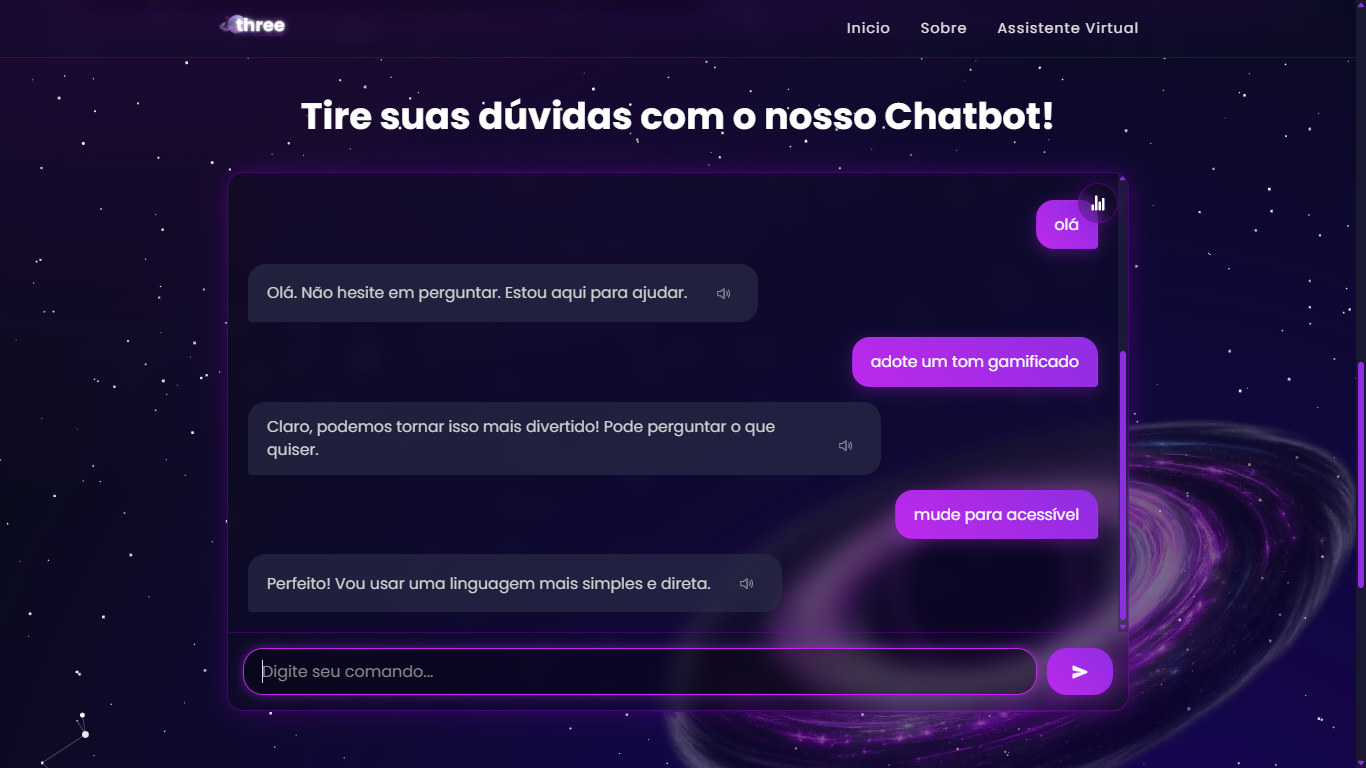 three
Inicio
Sobre
Assistente Virtual
Tire suas dúvidas com o nosso Chatbot!
olá
Olá. Não hesite em perguntar. Estou aqui para ajudar.
adote um tom gamificado
Claro, podemos tornar isso mais divertido! Pode perguntar o que
quiser.
mude para acessível
Perfeito! Vou usar uma linguagem mais simples e direta.
Digite seu comando...